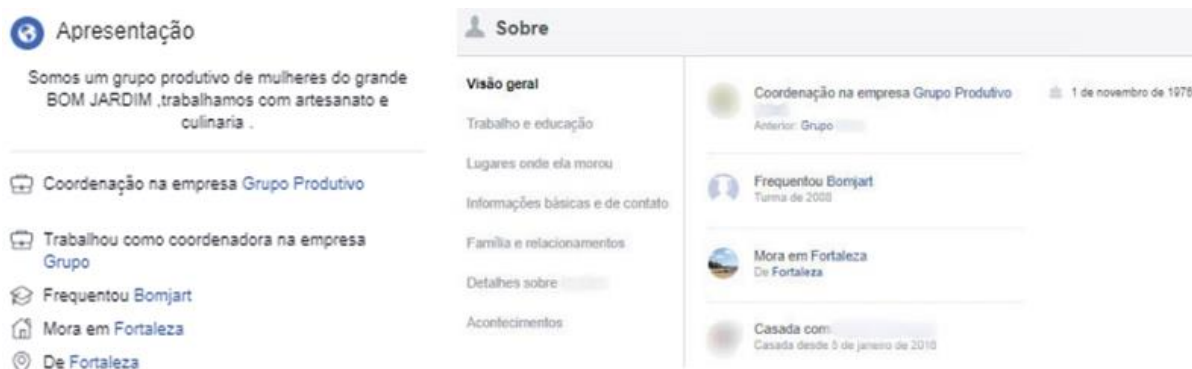 Apresentação
Somos um grupo produtivo de mulheres do grande
BOM JARDIM ,trabalhamos com artesanato e
culinaria .
Coordenação na empresa Grupo Produtivo
Trabalhou como coordenadora na empresa
Grupo
Frequentou Bomjart
Mora em Fortaleza
De Fortaleza
Sobre
Visão geral
Trabalho e educação
Lugares onde ela morou
Informações básicas e de contato
Família e relacionamentos
Detalhes sobre
Acontecimentos
Coordenação na empresa Grupo Produtivo
Anterior: Grupo
Frequentou Bomjart
Turma de 2008
Mora em Fortaleza
De Fortaleza
Casada com
Casada desde 5 de janeiro de 2010
1 de novembro de 1976